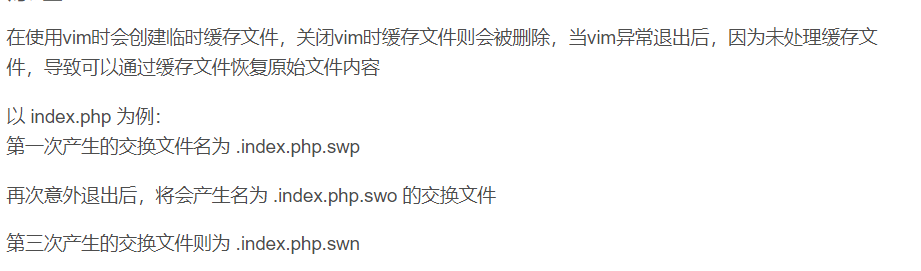 在使用vim时会创建临时缓存文件，关闭vim时缓存文件则会被删除，当vim异常退出后，因为未处理缓存文
件，导致可以通过缓存文件恢复原始文件内容
以 index.php 为例：
第一次产生的交换文件名为 .index.php.swp
再次意外退出后，将会产生名为 .index.php.swo 的交换文件
第三次产生的交换文件则为 .index.php.swn